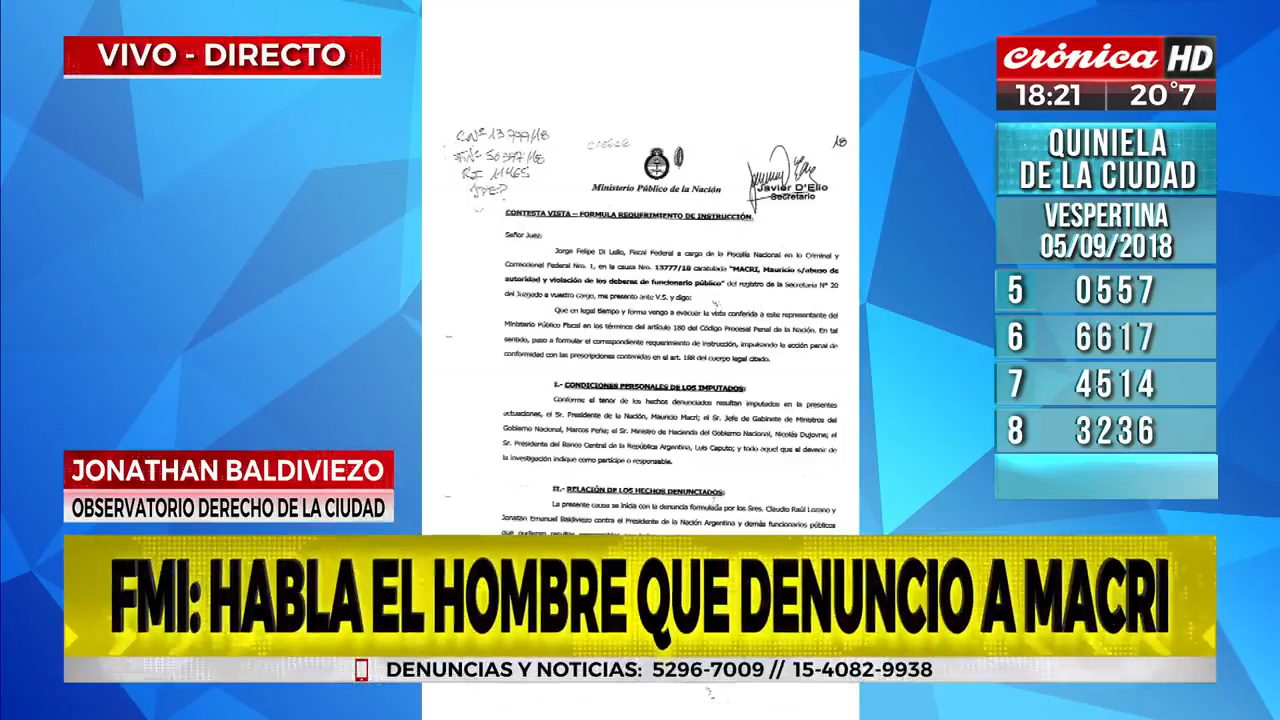 VIVO - DIRECTO
crónica HD
18:21 20°7
QUINIELA
DE LA CIUDAD
VESPERTINA
05/09/2018
5 0557
6 6617
7 4514
8 3236
18
Ministerio Público de la Nación
Javier D'Elio
Secretario
CONTESTA VISTA – FORMULA REQUERIMIENTO DE INSTRUCCIÓN.
Señor Juez:
Jorge Felipe Di Lello, Fiscal Federal a cargo de la Fiscalía Nacional en lo Criminal y
Correccional Federal Nro. 1, en la causa Nro. 13777/18 caratulada "MACRI, Mauricio s/abuso de
autoridad y violación de los deberes de funcionario público" del registro de la Secretaría N° 20
del Juzgado a vuestro cargo, me presento ante V.S. y digo:
Que en legal tiempo y forma vengo a evacuar la vista conferida a este representante del
Ministerio Público Fiscal en los términos del artículo 180 del Código Procesal Penal de la Nación. En tal
sentido, paso a formular el correspondiente requerimiento de instrucción, impulsando la acción penal de
conformidad con las prescripciones contenidas en el art. 188 del cuerpo legal citado.
I.- CONDICIONES PERSONALES DE LOS IMPUTADOS:
Conforme el tenor de los hechos denunciados resultan imputados en la presentes
actuaciones, el Sr. Presidente de la Nación, Mauricio Macri; el Sr. Jefe de Gabinete de Ministros del
Gobierno Nacional, Marcos Peña; el Sr. Ministro de Hacienda del Gobierno Nacional, Nicolás Dujovne; el
Sr. Presidente del Banco Central de la República Argentina, Luis Caputo; y todo aquel que el devenir de
la investigación indique como partícipe o responsable.
II.- RELACIÓN DE LOS HECHOS DENUNCIADOS:
La presente causa se inicia con la denuncia formulada por los Sres. Claudio Raúl Lozano y
Jonatan Emanuel Baldiviezo contra el Presidente de la Nación Argentina y demás funcionarios públicos
JONATHAN BALDIVIEZO
OBSERVATORIO DERECHO DE LA CIUDAD
FMI: HABLA EL HOMBRE QUE DENUNCIO A MACRI
DENUNCIAS Y NOTICIAS: 5296-7009 // 15-4082-9938